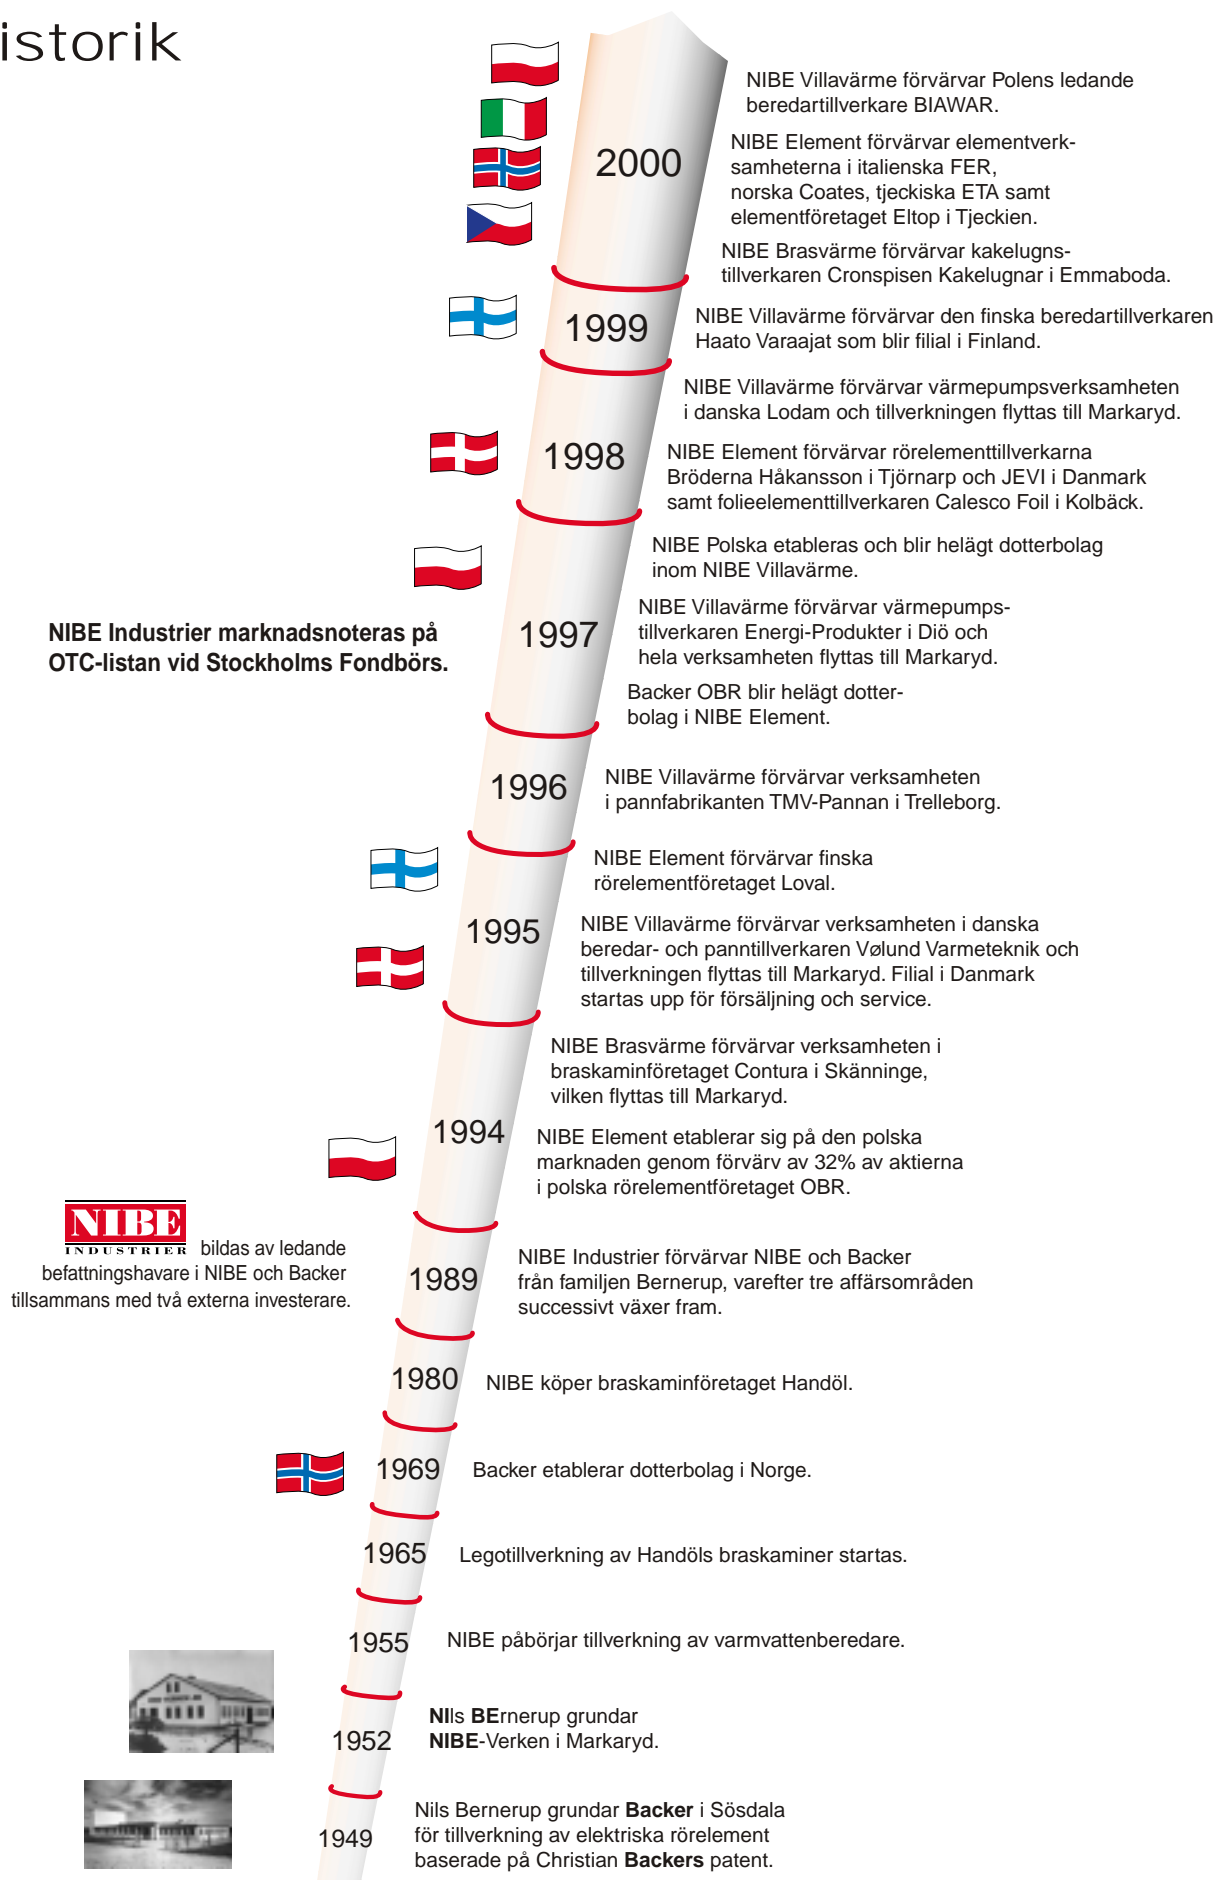 istorik
NIBE Villavärme förvärvar Polens ledande
beredartillverkare BIAWAR.
2000
NIBE Element förvärvar elementverk-
samheterna i italienska FER,
norska Coates, tjeckiska ETA samt
elementföretaget Eltop i Tjeckien.
NIBE Brasvärme förvärvar kakelugns-
tillverkaren Cronspisen Kakelugnar i Emmaboda.
1999
NIBE Villavärme förvärvar den finska beredartillverkaren
Haato Varaajat som blir filial i Finland.
NIBE Villavärme förvärvar värmepumpsverksamheten
i danska Lodam och tillverkningen flyttas till Markaryd.
1998
NIBE Element förvärvar rörelementtillverkarna
Bröderna Håkansson i Tjörnarp och JEVI i Danmark
samt folieelementtillverkaren Calesco Foil i Kolbäck.
NIBE Polska etableras och blir helägt dotterbolag
inom NIBE Villavärme.
NIBE Industrier marknadsnoteras på
OTC-listan vid Stockholms Fondbörs.
1997
NIBE Villavärme förvärvar värmepumps-
tillverkaren Energi-Produkter i Diö och
hela verksamheten flyttas till Markaryd.
Backer OBR blir helägt dotter-
bolag i NIBE Element.
1996
NIBE Villavärme förvärvar verksamheten
i pannfabrikanten TMV-Pannan i Trelleborg.
NIBE Element förvärvar finska
rörelementföretaget Loval.
1995
NIBE Villavärme förvärvar verksamheten i danska
beredar- och panntillverkaren Vølund Varmeteknik och
tillverkningen flyttas till Markaryd. Filial i Danmark
startas upp för försäljning och service.
NIBE Brasvärme förvärvar verksamheten i
braskaminföretaget Contura i Skänninge,
vilken flyttas till Markaryd.
1994
NIBE Element etablerar sig på den polska
marknaden genom förvärv av 32% av aktierna
i polska rörelementföretaget OBR.
NIBE
INDUSTRIER bildas av ledande
befattningshavare i NIBE och Backer
tillsammans med två externa investerare.
1989
NIBE Industrier förvärvar NIBE och Backer
från familjen Bernerup, varefter tre affärsområden
successivt växer fram.
1980
NIBE köper braskaminföretaget Handöl.
1969
Backer etablerar dotterbolag i Norge.
1965
Legotillverkning av Handöls braskaminer startas.
1955
NIBE påbörjar tillverkning av varmvattenberedare.
1952
NIls BErnerup grundar
NIBE-Verken i Markaryd.
1949
Nils Bernerup grundar Backer i Sösdala
för tillverkning av elektriska rörelement
baserade på Christian Backers patent.